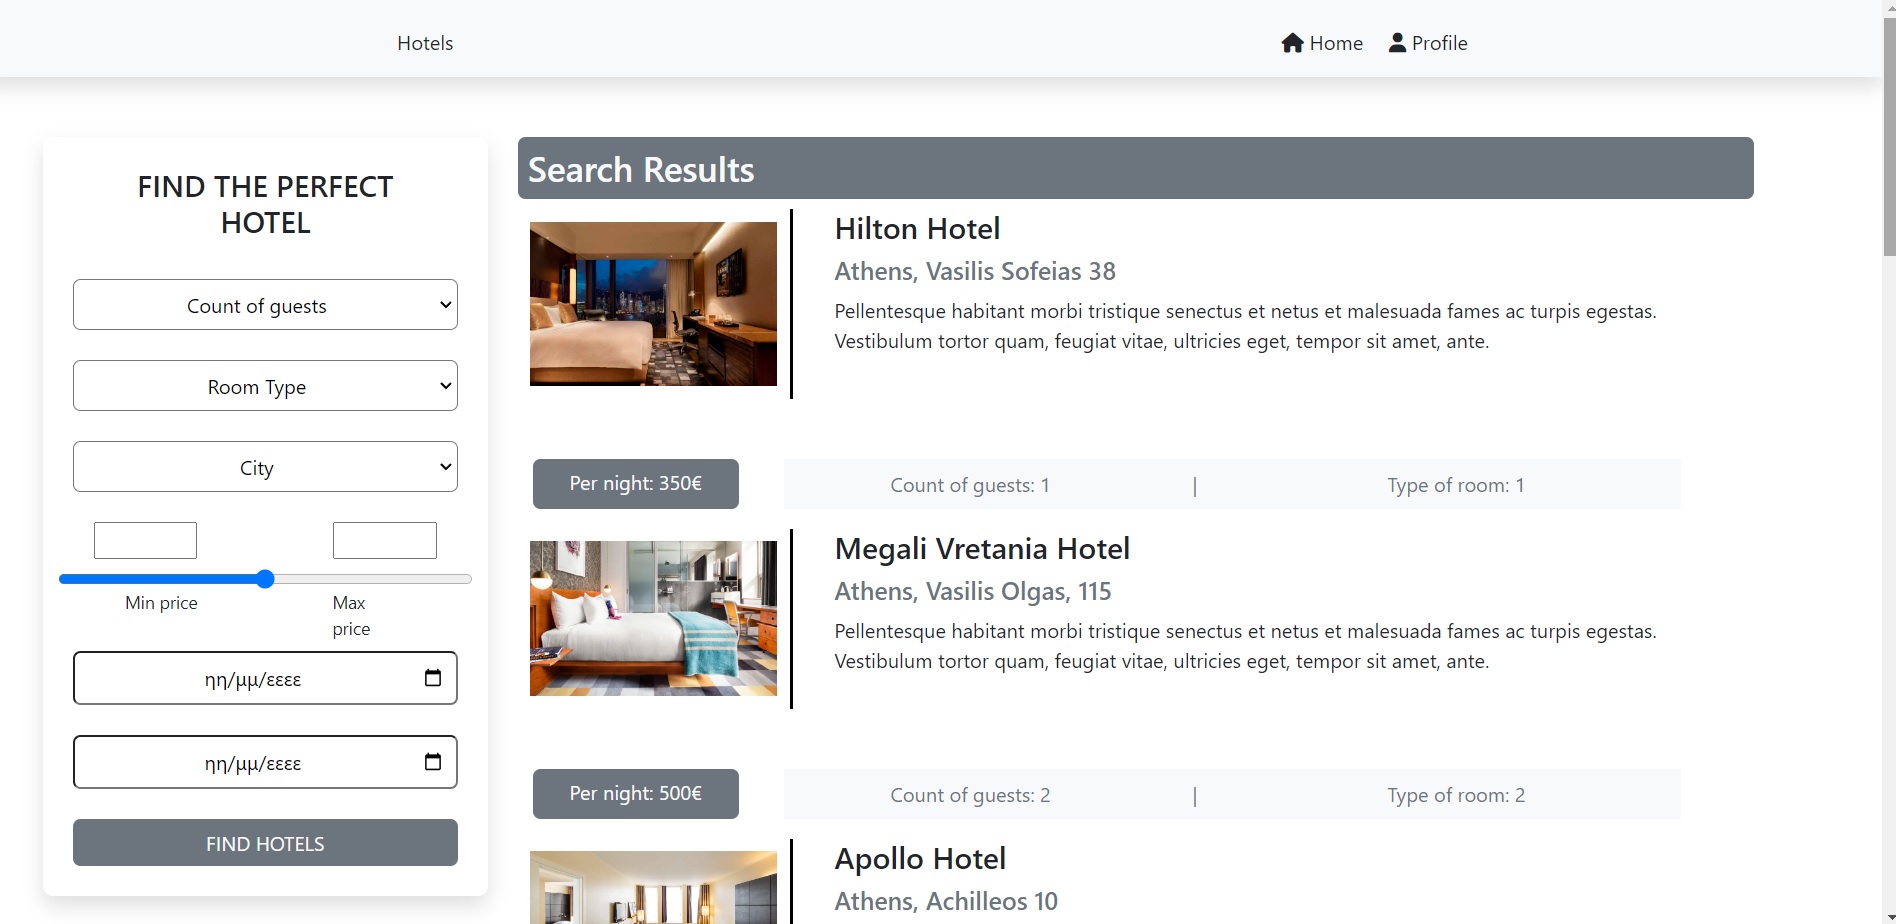 Hotels
Home
Profile
FIND THE PERFECT
HOTEL
Count of guests
Room Type
City
Min price
Max
price
ηη/μμ/εεεε
ηη/μμ/εεεε
FIND HOTELS
Search Results
Hilton Hotel
Athens, Vasilis Sofeias 38
Pellentesque habitant morbi tristique senectus et netus et malesuada fames ac turpis egestas.
Vestibulum tortor quam, feugiat vitae, ultricies eget, tempor sit amet, ante.
Per night: 350€
Count of guests: 1 | Type of room: 1
Megali Vretania Hotel
Athens, Vasilis Olgas, 115
Pellentesque habitant morbi tristique senectus et netus et malesuada fames ac turpis egestas.
Vestibulum tortor quam, feugiat vitae, ultricies eget, tempor sit amet, ante.
Per night: 500€
Count of guests: 2 | Type of room: 2
Apollo Hotel
Athens, Achilleos 10